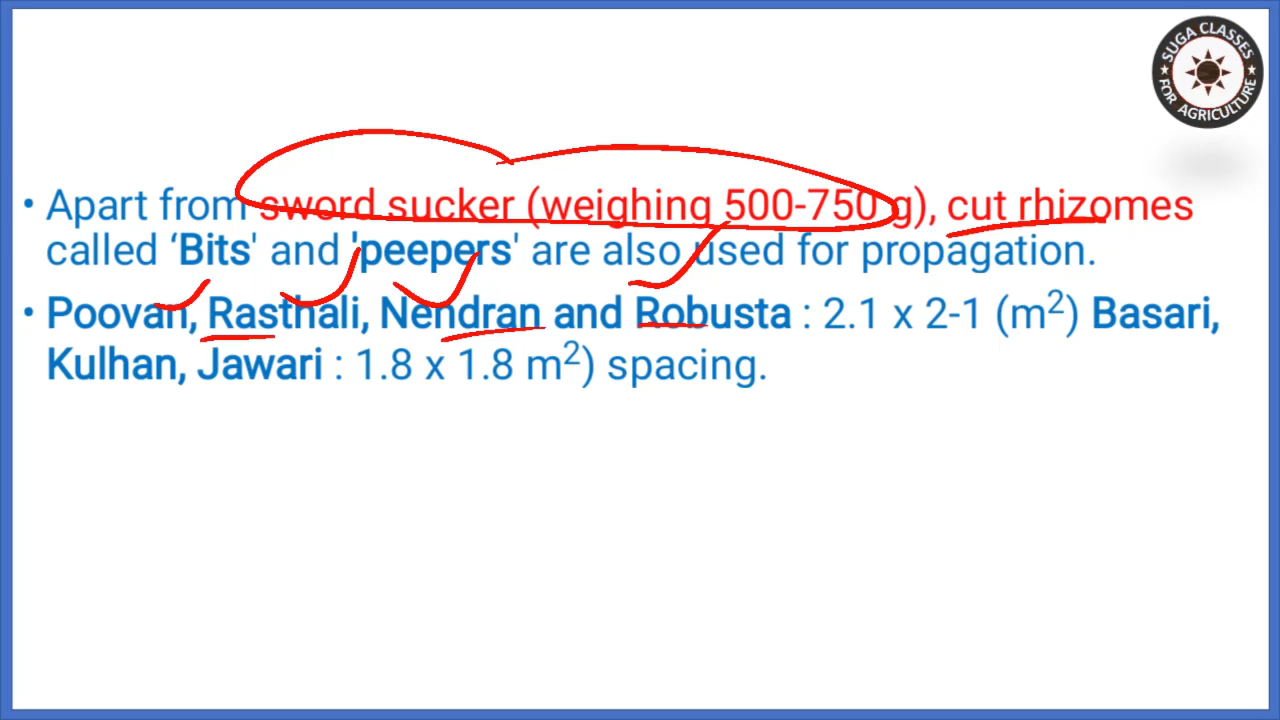 SUGA CLASSES
FOR AGRICULTURE
• Apart from sword sucker (weighing 500-750 g), cut rhizomes
called ‘Bits' and 'peepers' are also used for propagation.
• Poovan, Rasthali, Nendran and Robusta : 2.1 x 2-1 (m²) Basari,
Kulhan, Jawari : 1.8 x 1.8 m²) spacing.